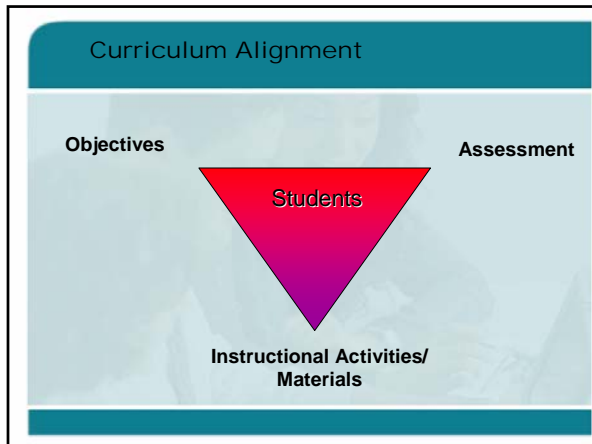 Curriculum Alignment
Objectives
Assessment
Students
Instructional Activities/
Materials